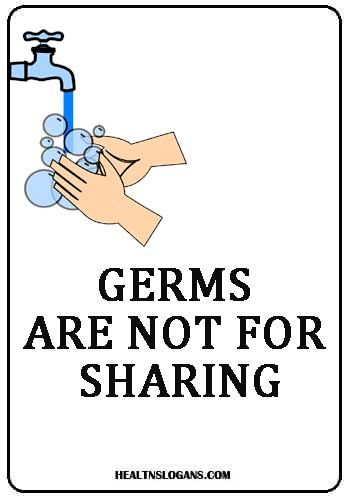 GERMS
ARE NOT FOR
SHARING
HEALTNSLOGANS.COM